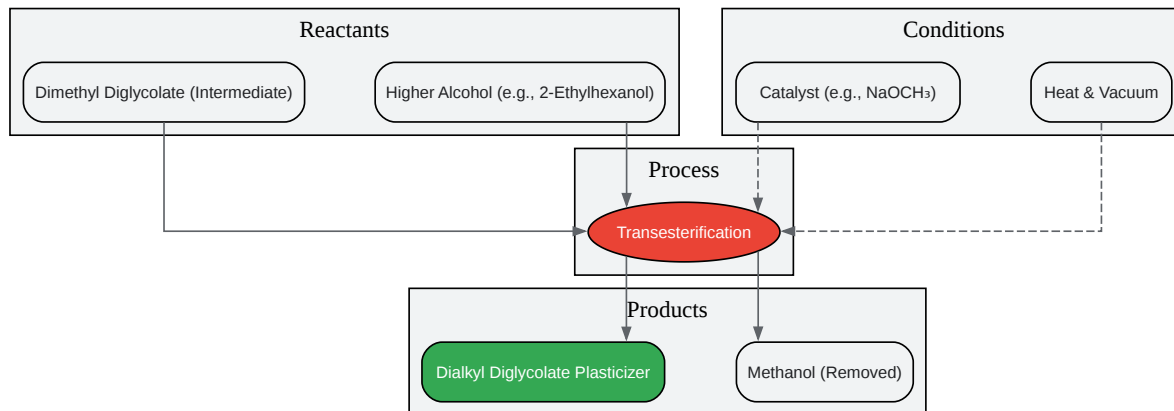 Reactants
Conditions
Dimethyl Diglycolate (Intermediate)
Higher Alcohol (e.g., 2-Ethylhexanol)
Catalyst (e.g., NaOCH₃)
Heat & Vacuum
Process
Transesterification
Products
Dialkyl Diglycolate Plasticizer
Methanol (Removed)